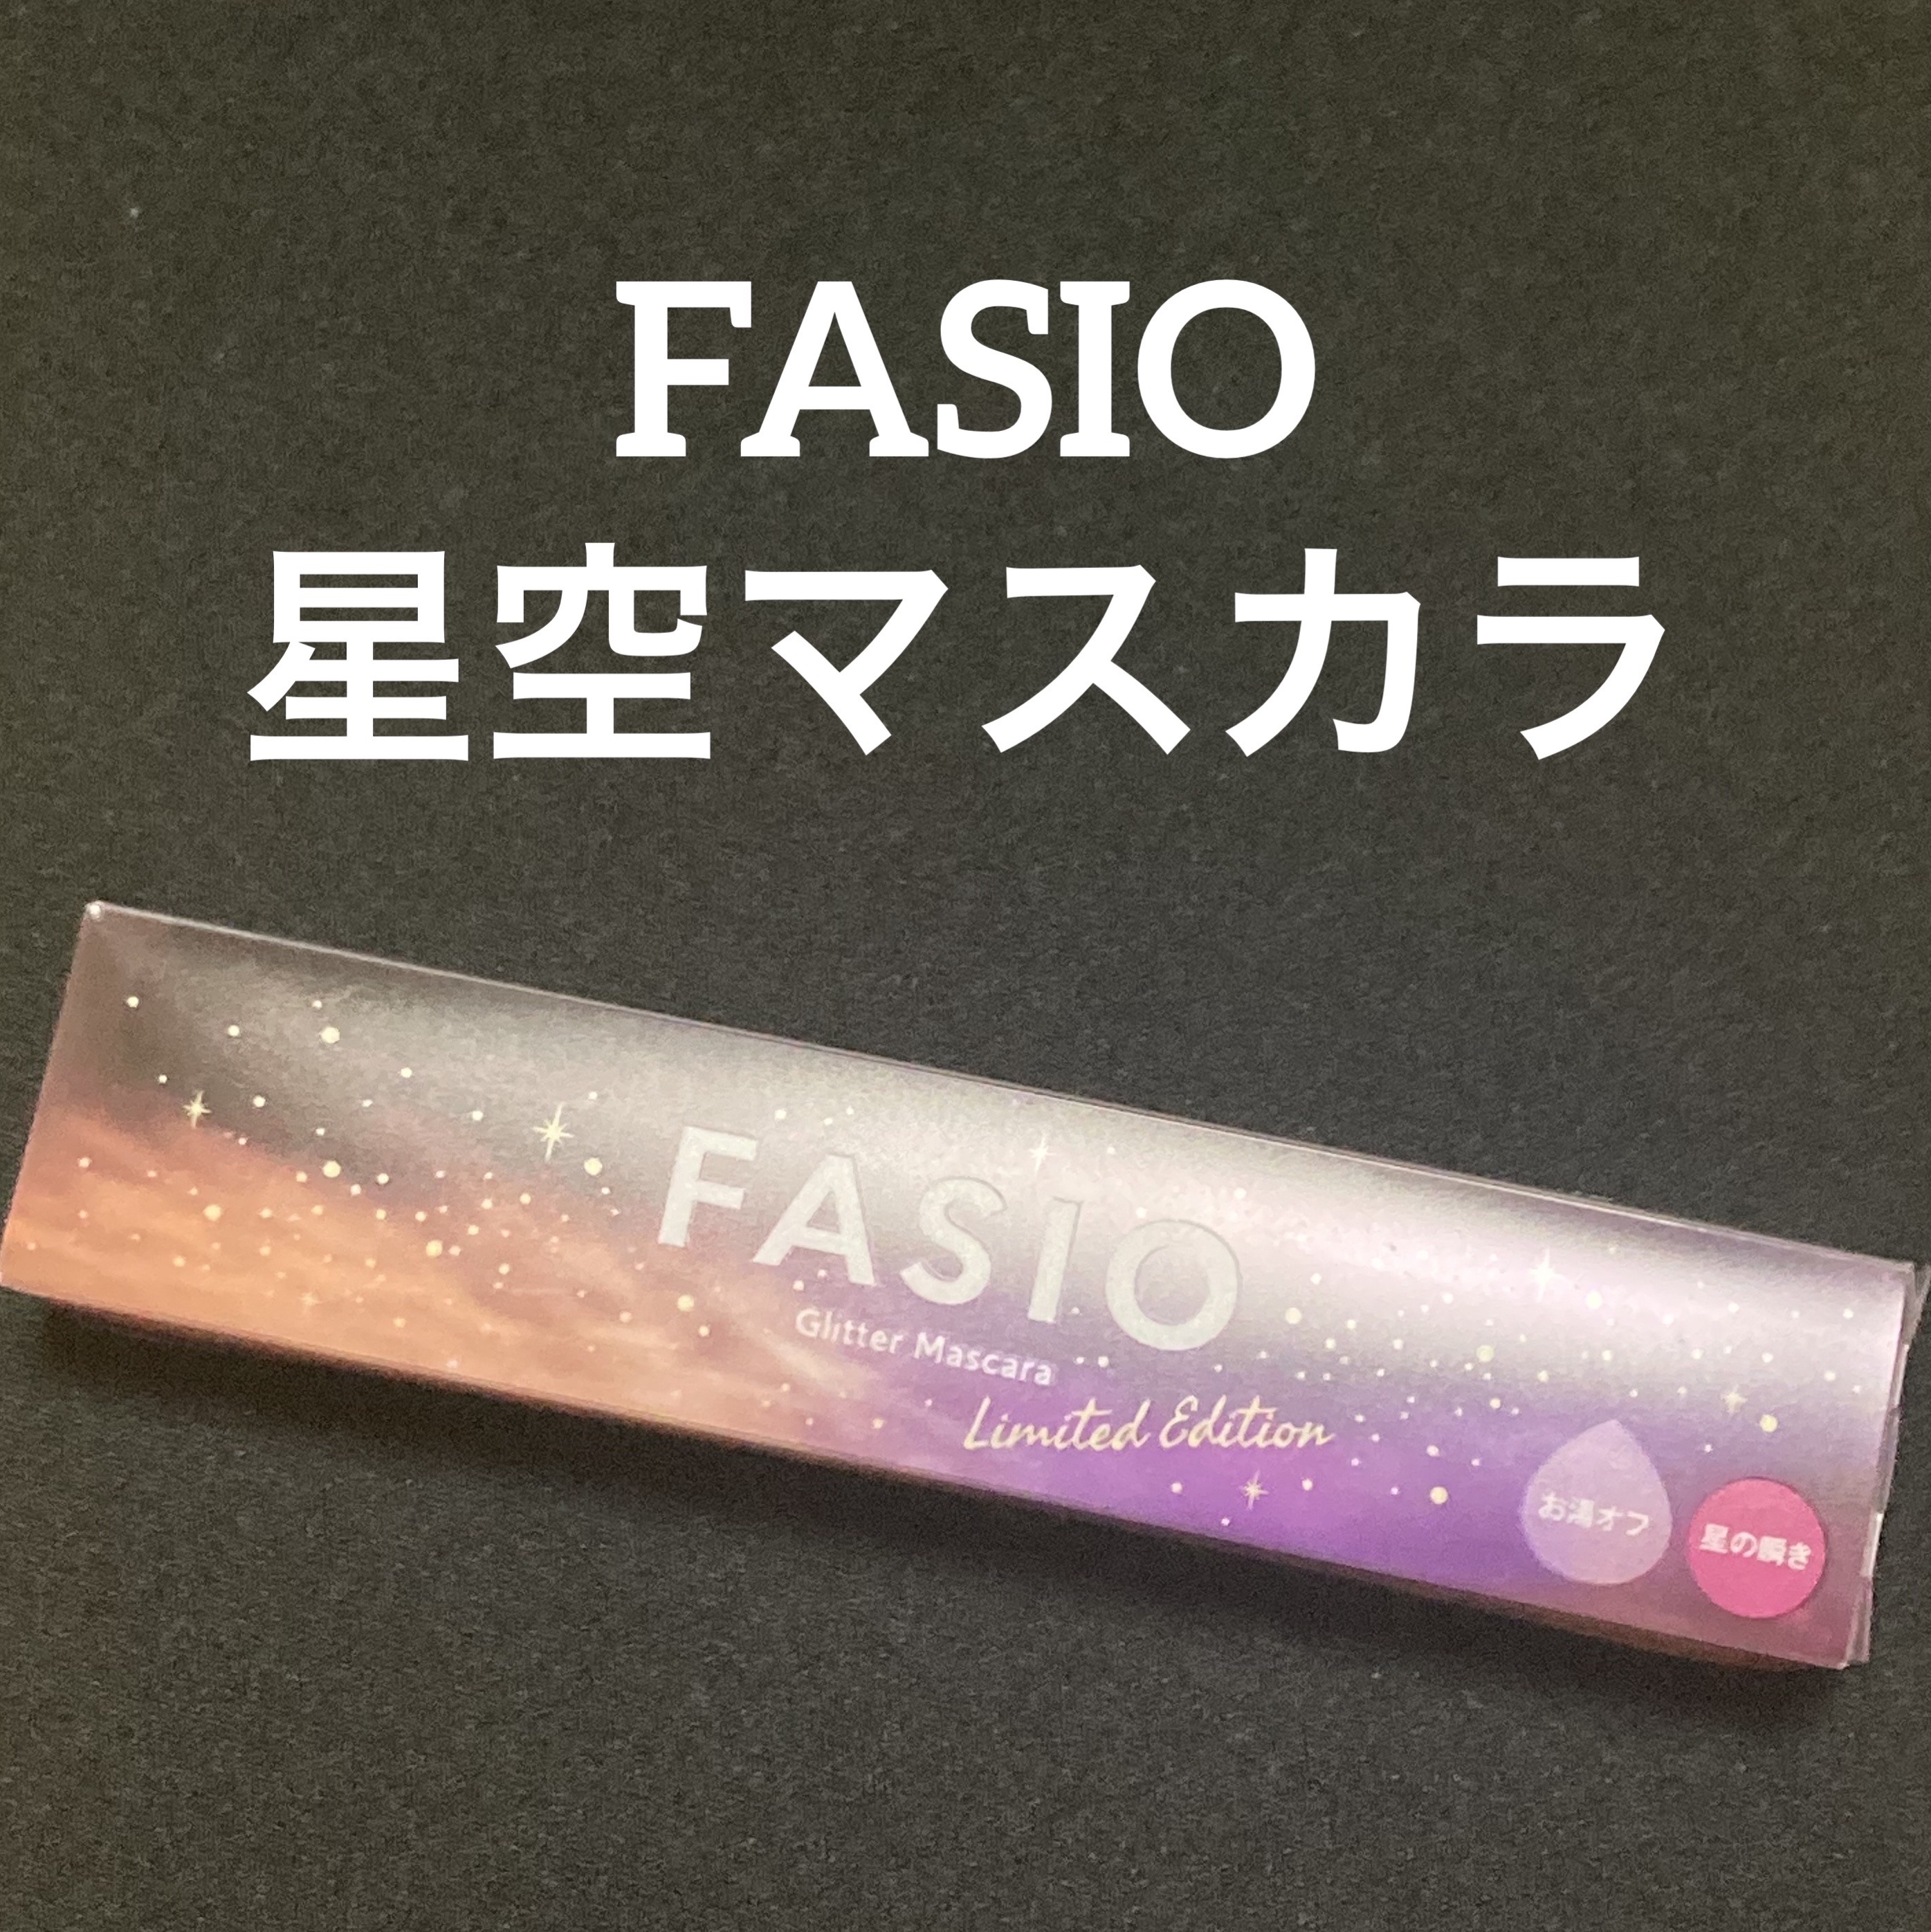 FASIO
星空マスカラ
FASIO
Glitter Mascara
Limited Edition
お湯オフ
星の瞬き